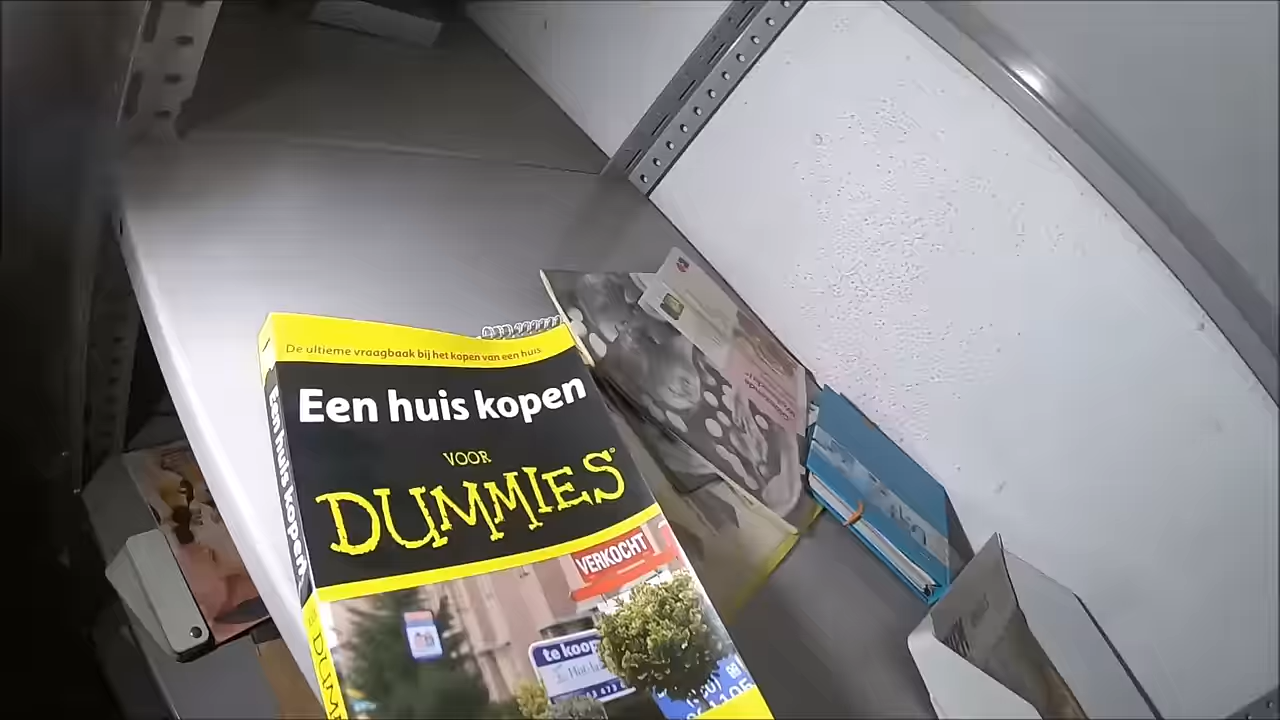 De ultieme vraagbaak bij het kopen van een huis
Een huis kopen
VOOR
DUMMIES
Een huis kopen
VERKOCHT
te koop